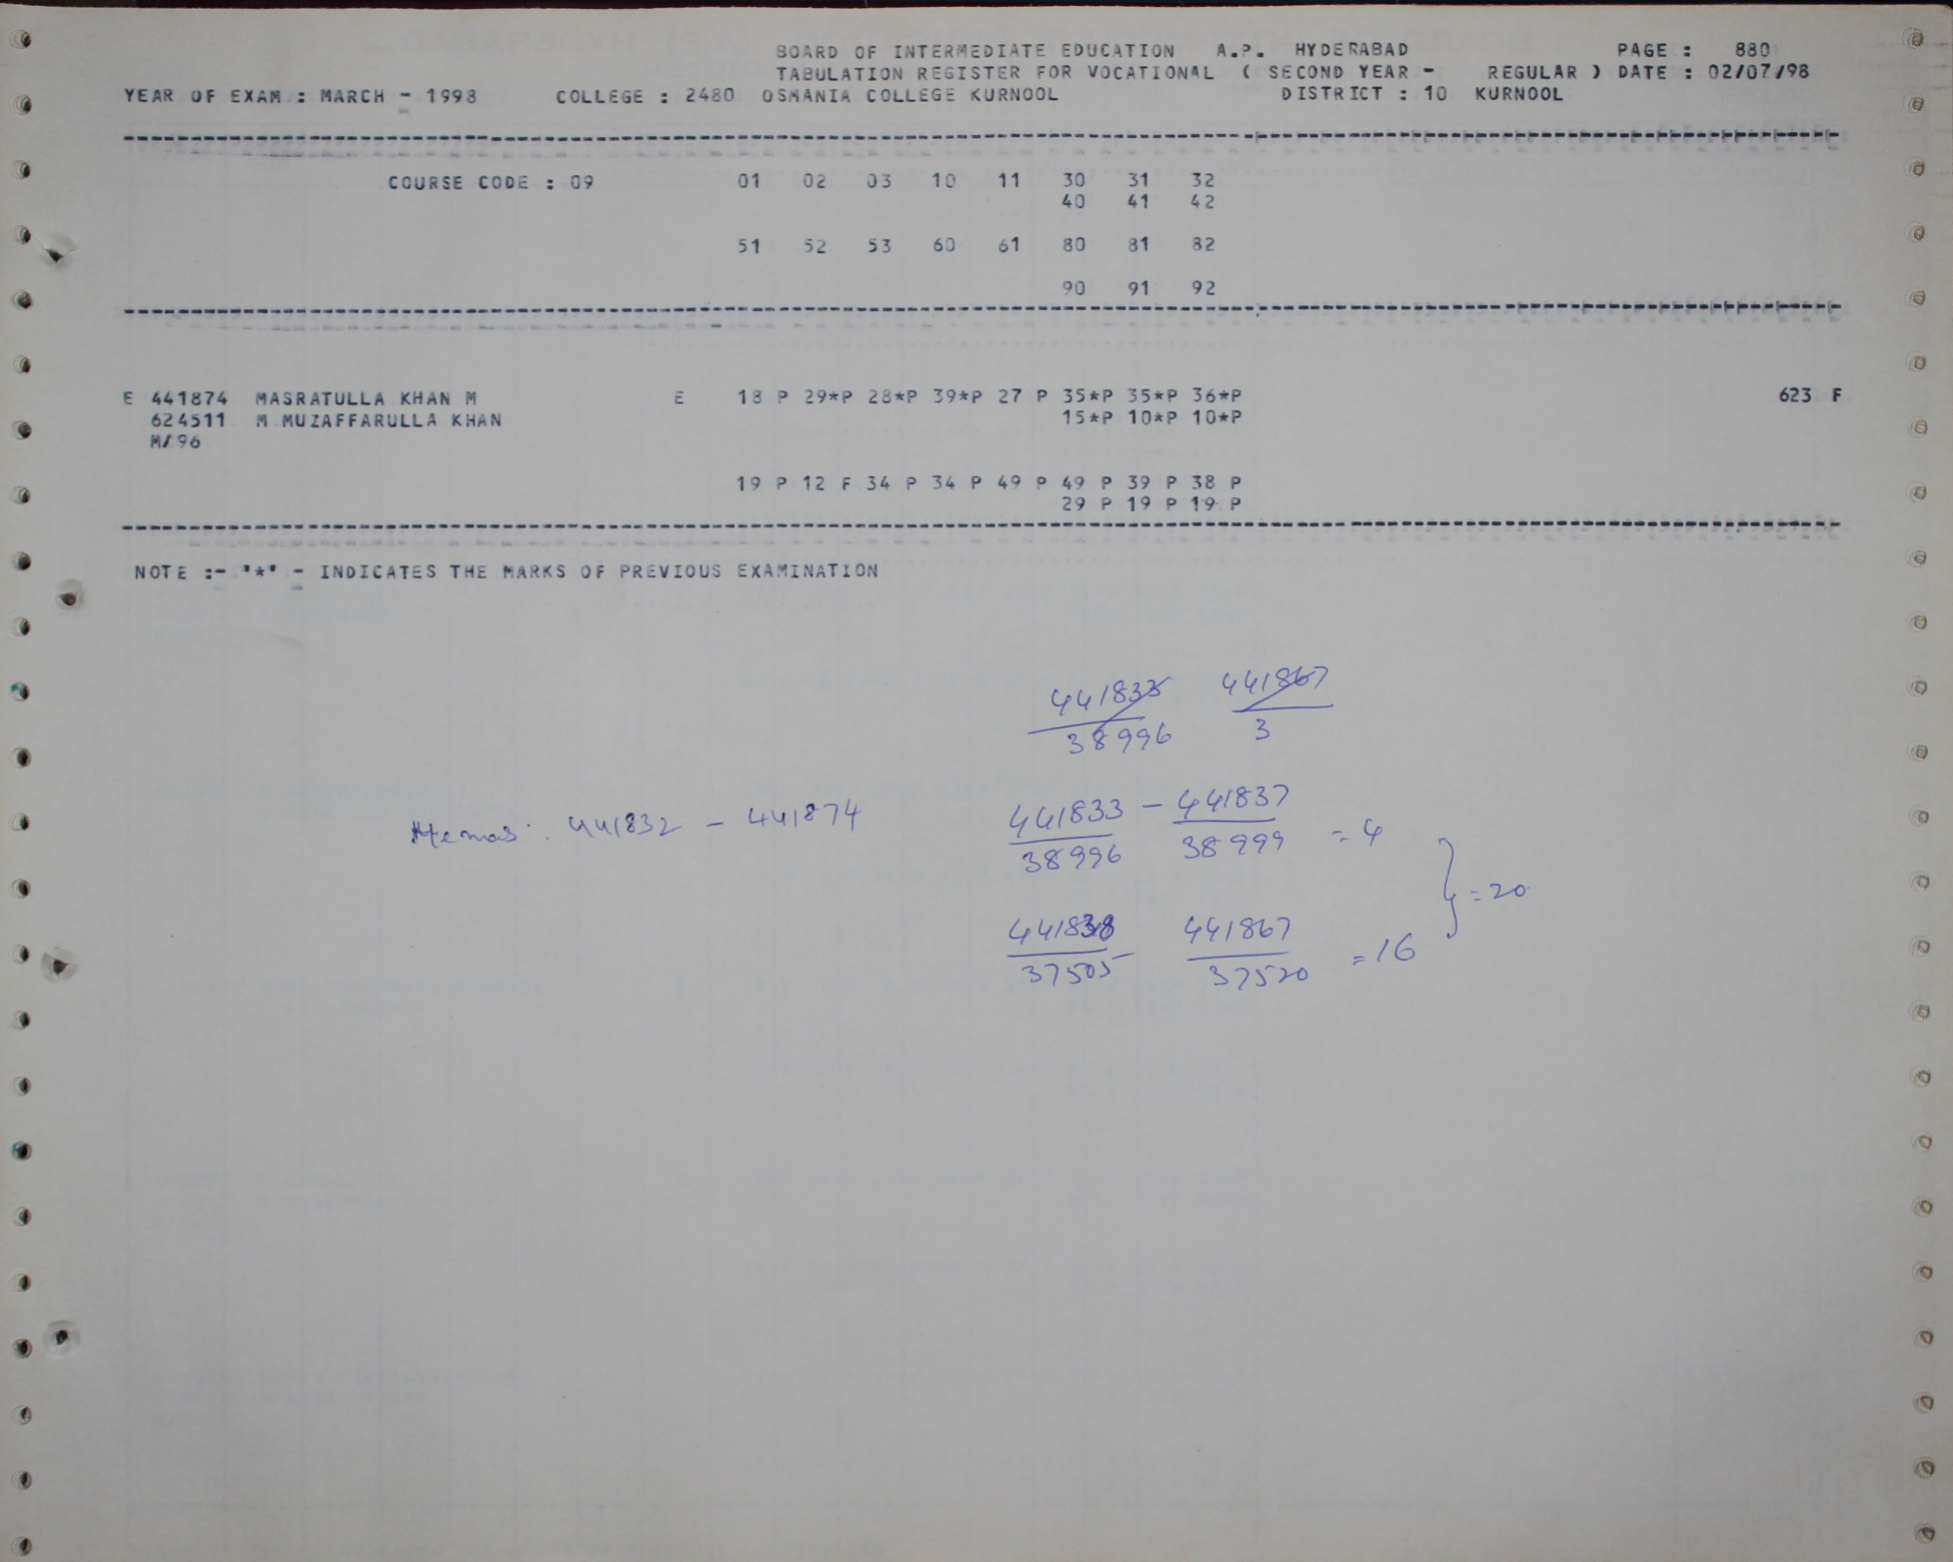 BOARD OF INTERMEDIATE EDUCATION A.P. HYDERABAD PAGE : 880
TABULATION REGISTER FOR VOCATIONAL ( SECOND YEAR - REGULAR ) DATE : 02/07/98
YEAR OF EXAM : MARCH - 1998 COLLEGE : 2480 OSMANIA COLLEGE KURNOOL DISTRICT : 10 KURNOOL
COURSE CODE : 09 01 02 03 10 11 30 31 32
40 41 42
51 52 53 60 61 80 81 82
90 91 92
E 441874 MASRATULLA KHAN M E 18 P 29*P 28*P 39*P 27 P 35*P 35*P 36*P 623 F
624511 M MUZAFFARULLA KHAN 15*P 10*P 10*P
M/96
19 P 12 F 34 P 34 P 49 P 49 P 39 P 38 P
29 P 19 P 19 P
NOTE :- '*' - INDICATES THE MARKS OF PREVIOUS EXAMINATION
441833 441867
38996 3
Memos: 441832 - 441874
441833 - 441837
38996 38999 = 4
= 20
441838 441867
37505 37520 = 16